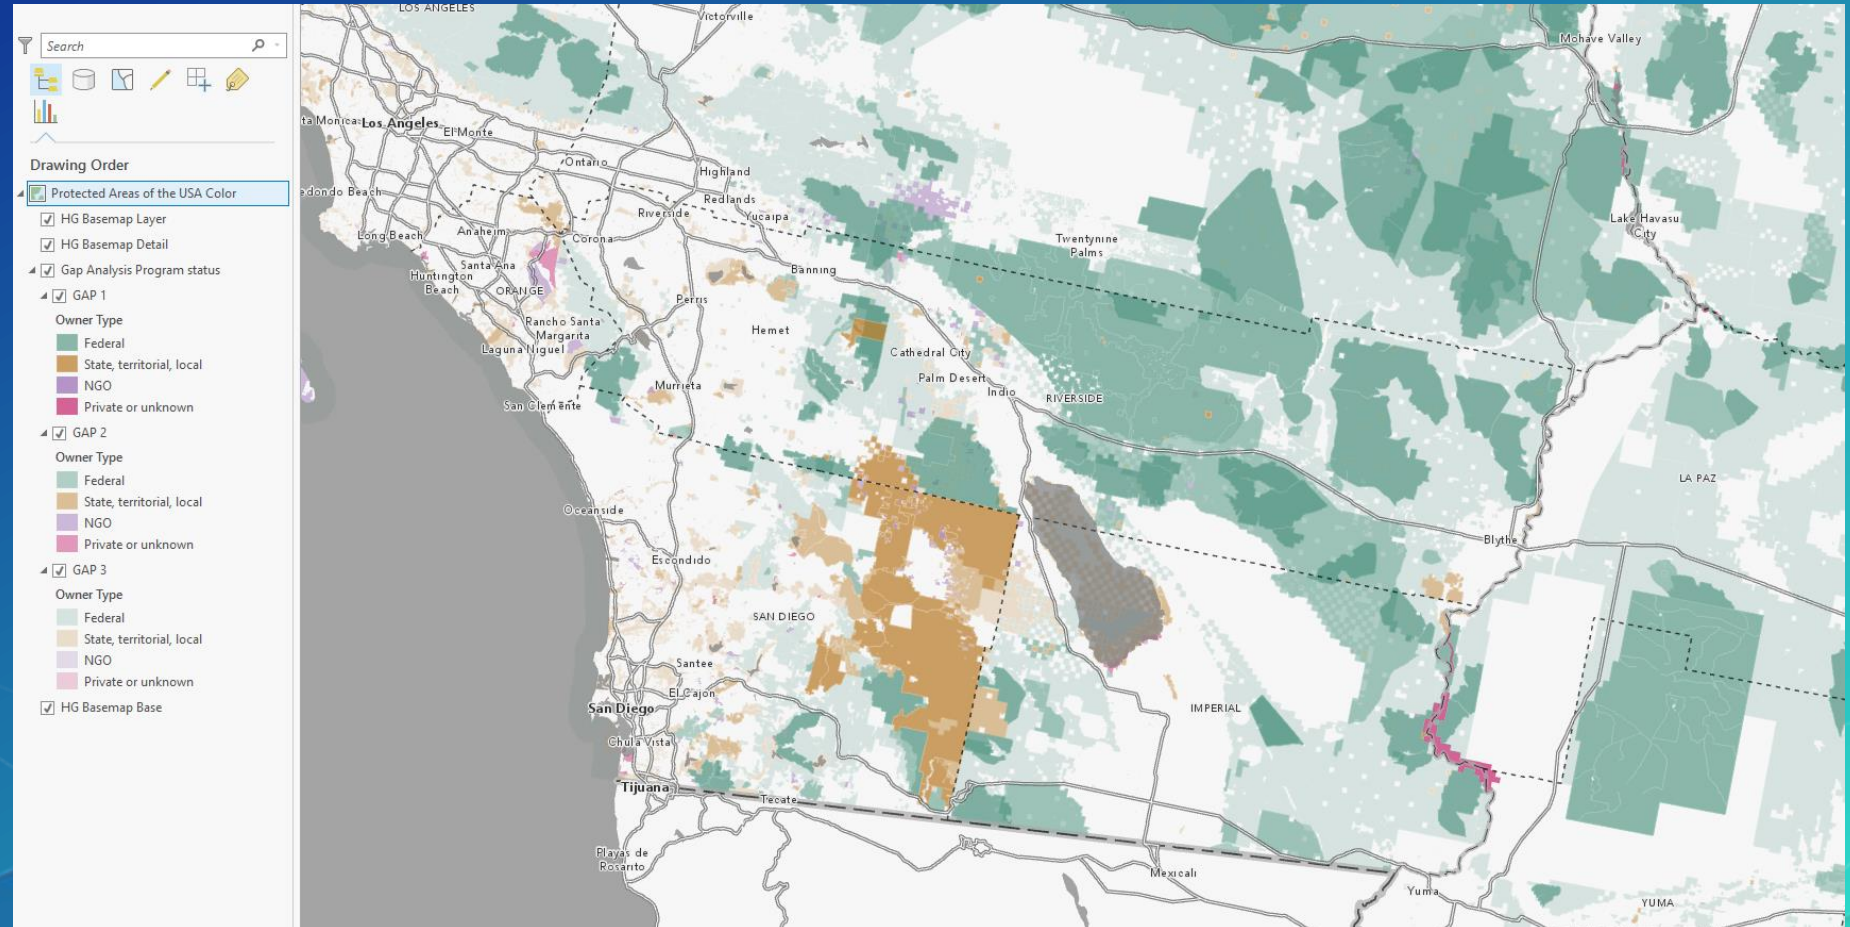 Search
Drawing Order
Protected Areas of the USA Color
HG Basemap Layer
HG Basemap Detail
Gap Analysis Program status
GAP 1
Owner Type
Federal
State, territorial, local
NGO
Private or unknown
GAP 2
Owner Type
Federal
State, territorial, local
NGO
Private or unknown
GAP 3
Owner Type
Federal
State, territorial, local
NGO
Private or unknown
HG Basemap Base
LOS ANGELES
Victorville
Mohave Valley
ta Monica
Los Angeles
El Monte
Ontario
Highland
edondo Beach
Redlands
Riverside
Yucaipa
Lake Havasu
City
Long Beach
Anaheim
Corona
Twentynine
Palms
Santa Ana
Banning
Huntington
Beach
ORANGE
Perris
Rancho Santa
Margarita
Hemet
Laguna Niguel
Cathedral City
Palm Desert
Murrieta
Indio
RIVERSIDE
San Clemente
LA PAZ
Oceanside
Blythe
Escondido
SAN DIEGO
Santee
El Cajon
San Diego
IMPERIAL
Chula Vista
Tijuana
Tecate
Playas de
Rosarito
Mexicali
Yuma
YUMA